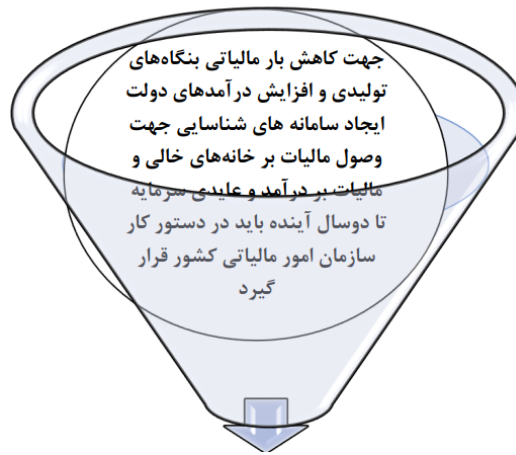 جهت کاهش بار مالیاتی بنگاه‌های
تولیدی و افزایش درآمدهای دولت
ایجاد سامانه های شناسایی جهت
وصول مالیات بر خانه‌های خالی و
مالیات بر درآمد و عایدی سرمایه
تا دوسال آینده باید در دستور کار
سازمان امور مالیاتی کشور قرار
گیرد